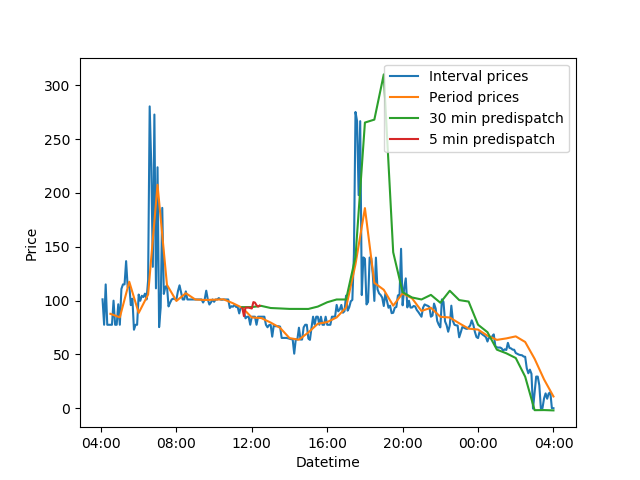 Interval prices
Period prices
30 min predispatch
5 min predispatch
300
250
200
150
100
50
0
Price
04:00 08:00 12:00 16:00 20:00 00:00 04:00
Datetime